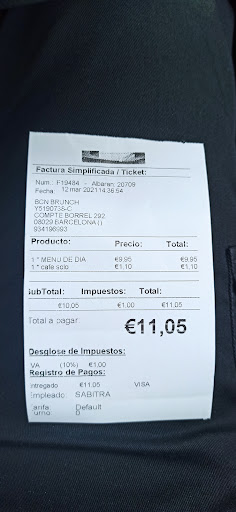 Factura Simplificada / Ticket:
Num.: F19484 - Albaran: 20709
Fecha: 12 mar 2021 14:36:54
BCN BRUNCH
Y5190738-C
COMPTE BORREL 292
08029 BARCELONA ()
934196993
Producto: Precio: Total:
1 * MENU DE DIA €9,95 €9,95
1 * cafe solo €1,10 €1,10
SubTotal: Impuestos: Total:
€10,05 €1,00 €11,05
Total a pagar: €11,05
Desglose de Impuestos:
IVA (10%) €1,00
Registro de Pagos:
Entregado €11,05 VISA
Empleado: SABITRA
Tarifa Default
Turno: 0